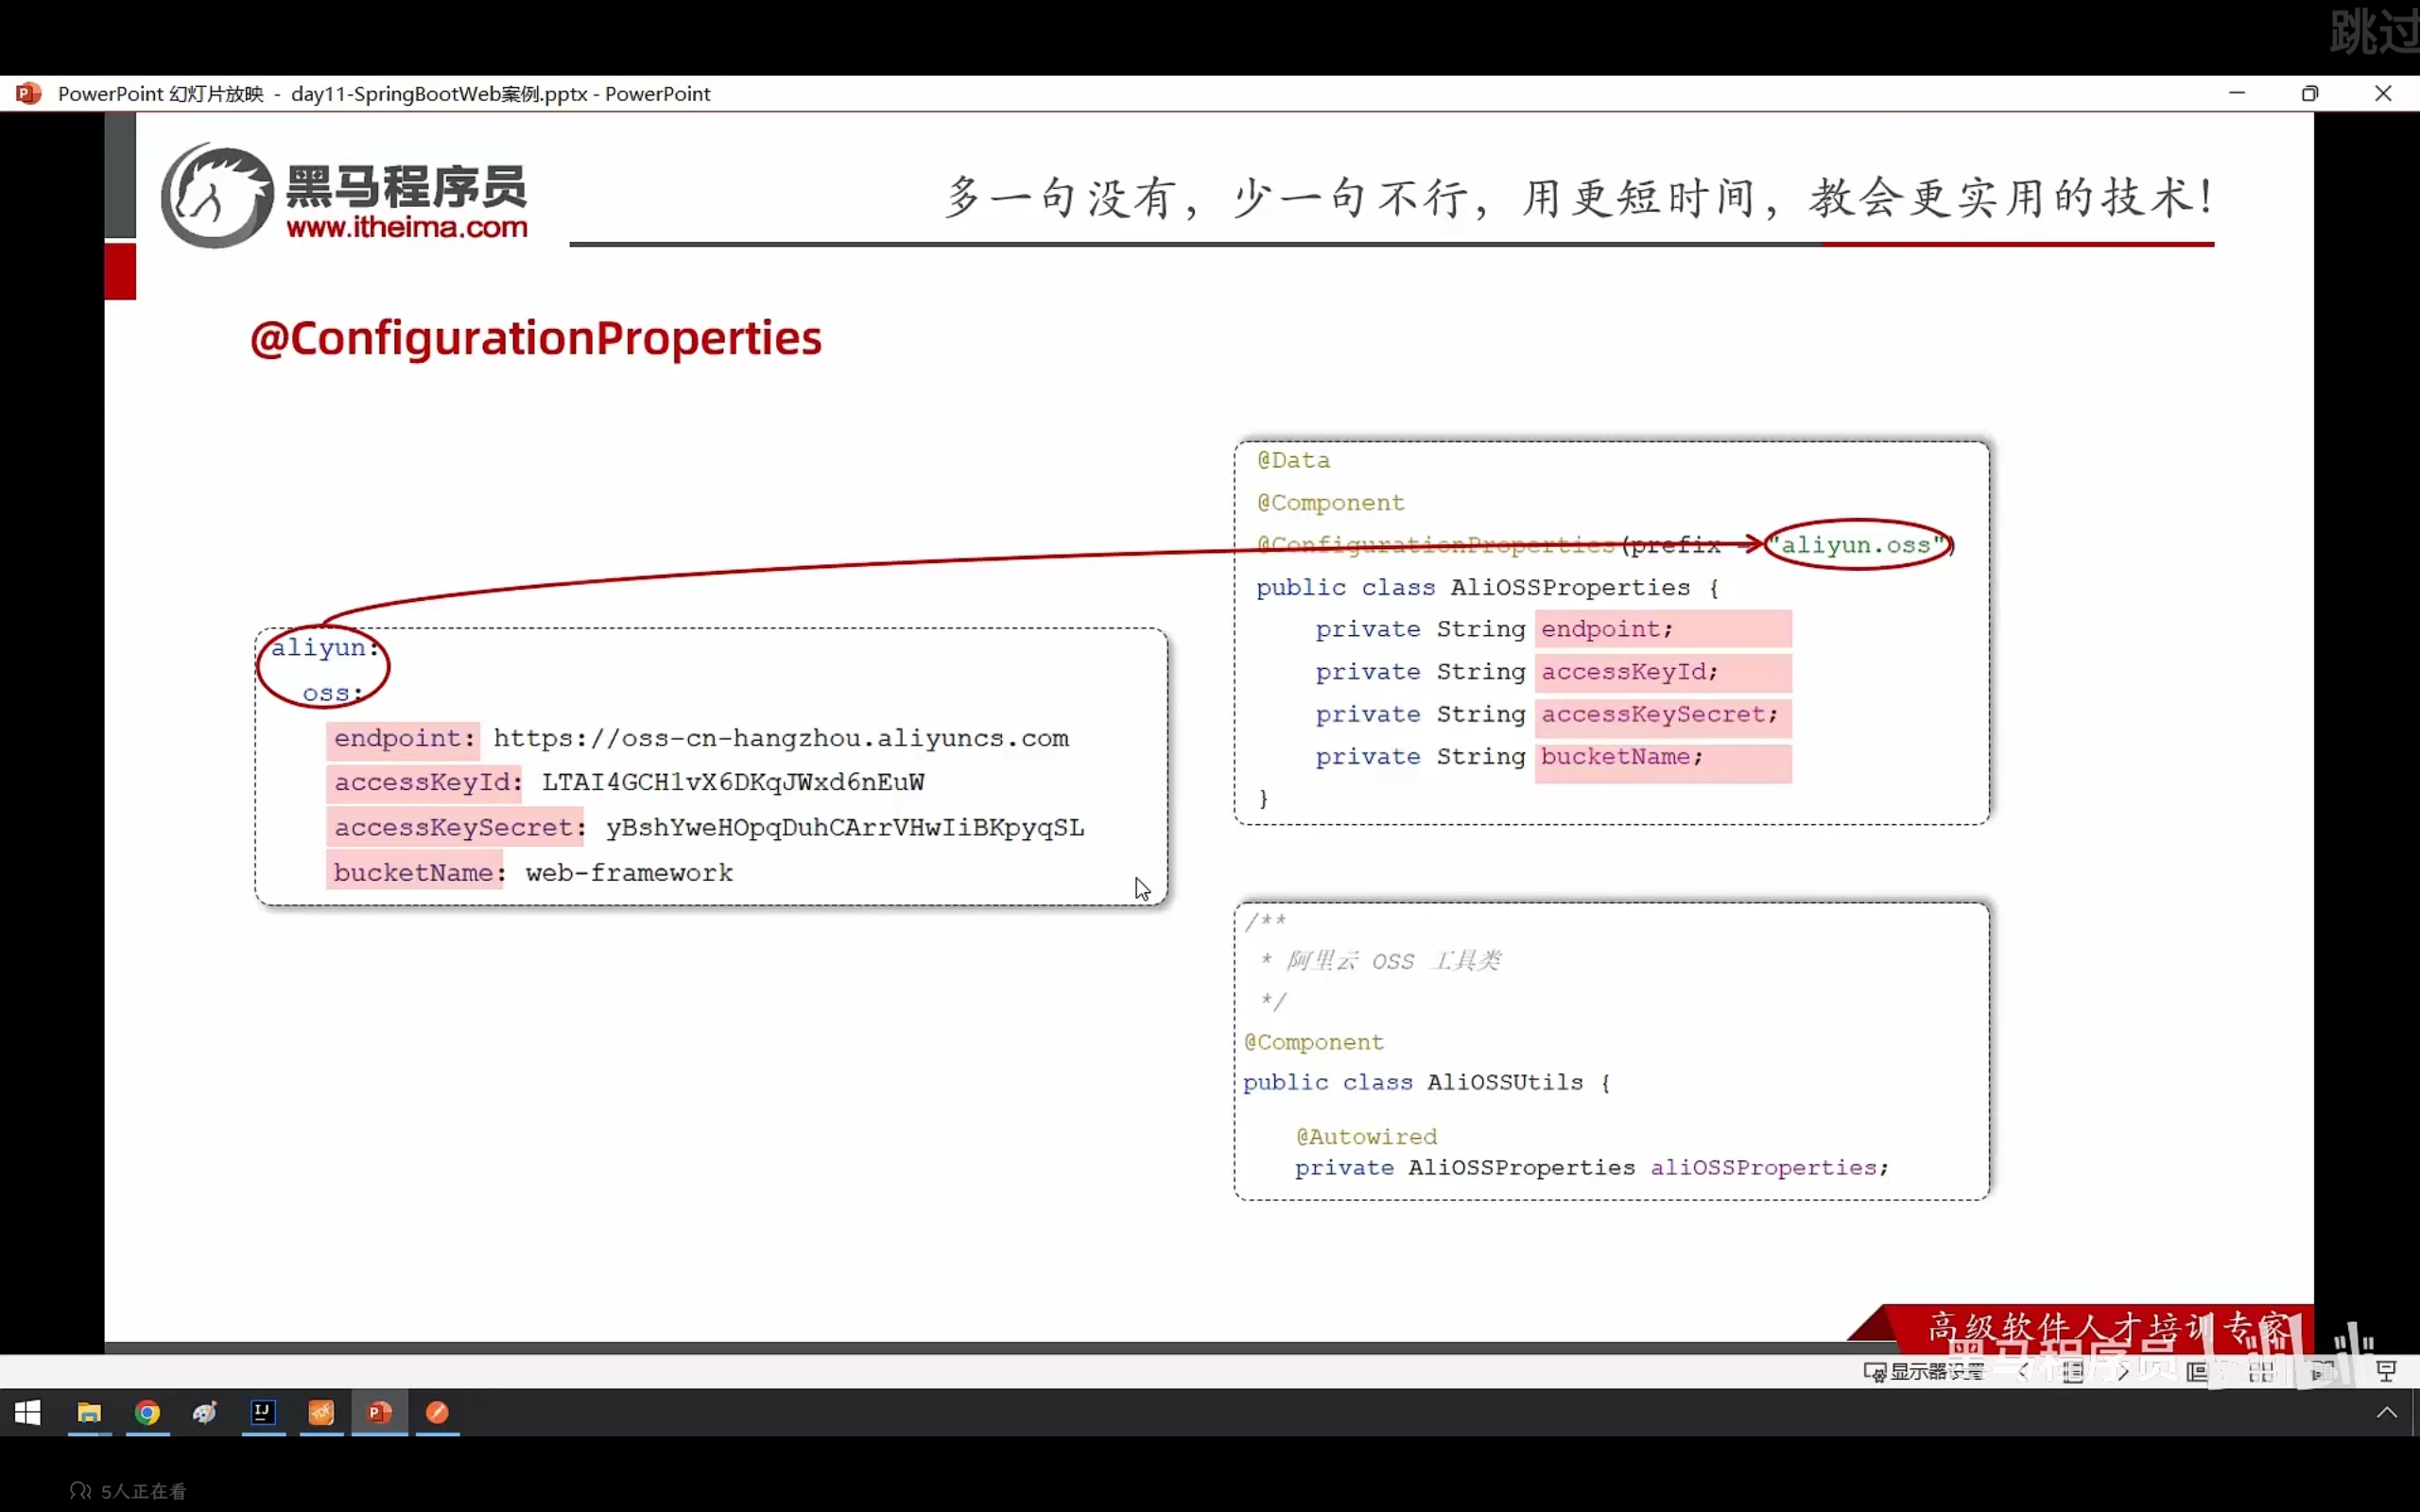 跳过
PowerPoint 幻灯片放映 - day11-SpringBootWeb案例.pptx - PowerPoint
黑马程序员
www.itheima.com
多一句没有，少一句不行，用更短时间，教会更实用的技术！
@ConfigurationProperties
aliyun:
oss:
endpoint: https://oss-cn-hangzhou.aliyuncs.com
accessKeyId: LTAI4GCH1vX6DKqJWxd6nEuW
accessKeySecret: yBshYweHOpqDuhCArrVHwIiBKpyqSL
bucketName: web-framework
@Data
@Component
@ConfigurationProperties(prefix "aliyun.oss")
public class AliOSSProperties {
private String endpoint;
private String accessKeyId;
private String accessKeySecret;
private String bucketName;
}
/**
* 阿里云 OSS 工具类
*/
@Component
public class AliOSSUtils {
@Autowired
private AliOSSProperties aliOSSProperties;
高级软件人才培训专家
黑马程序员
显示器设置
5人正在看